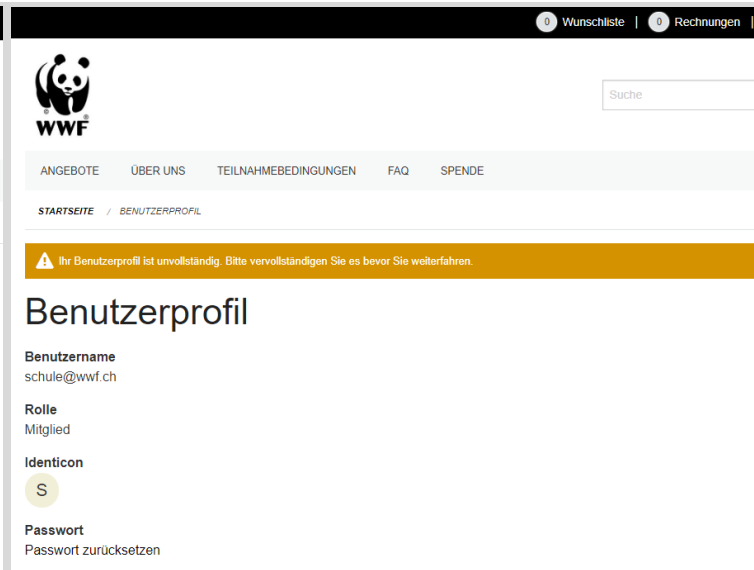 0 Wunschliste | 0 Rechnungen |
WWF
Suche
ANGEBOTE ÜBER UNS TEILNAHMEBEDINGUNGEN FAQ SPENDE
STARTSEITE / BENUTZERPROFIL
Ihr Benutzerprofil ist unvollständig. Bitte vervollständigen Sie es bevor Sie weiterfahren.
Benutzerprofil
Benutzername
schule@wwf.ch
Rolle
Mitglied
Identicon
S
Passwort
Passwort zurücksetzen